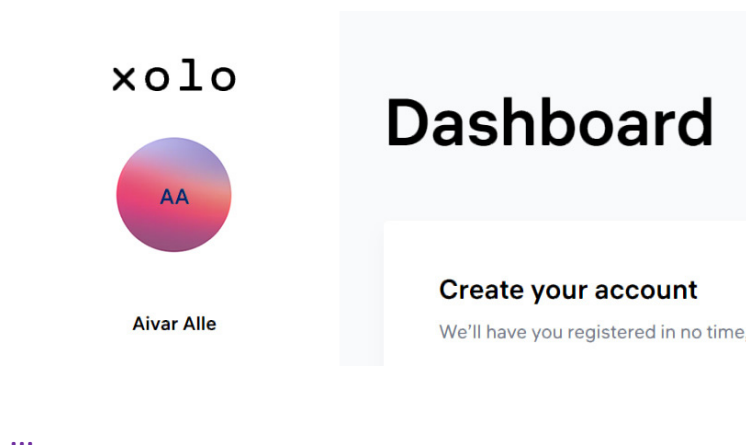 xolo
AA
Aivar Alle
Dashboard
Create your account
We'll have you registered in no time,
...